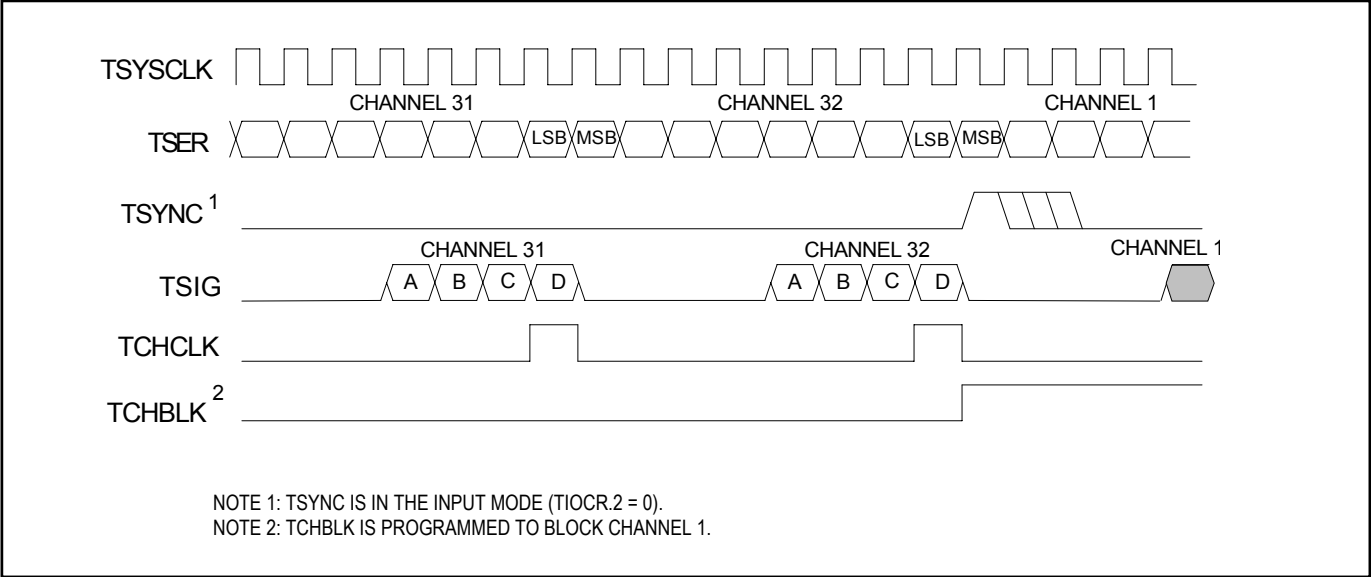 TSYSCLK
CHANNEL 31 CHANNEL 32 CHANNEL 1
TSER LSB MSB LSB MSB
TSYNC 1
CHANNEL 31 CHANNEL 32 CHANNEL 1
TSIG A B C D A B C D
TCHCLK
TCHBLK 2
NOTE 1: TSYNC IS IN THE INPUT MODE (TIOCR.2 = 0).
NOTE 2: TCHBLK IS PROGRAMMED TO BLOCK CHANNEL 1.